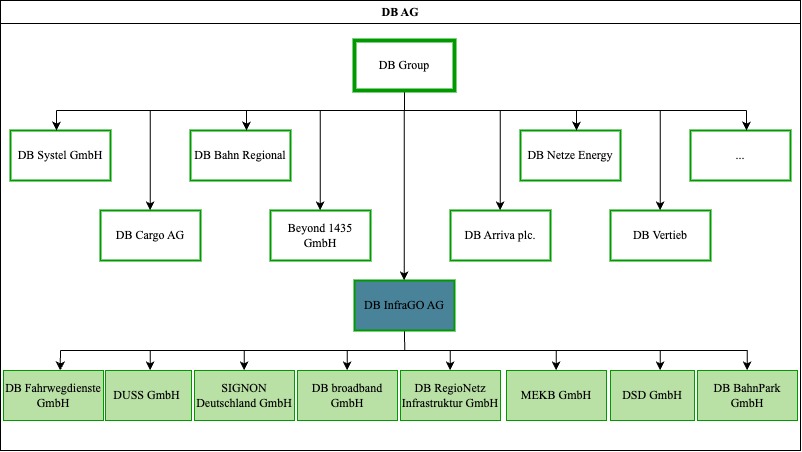 DB AG
DB Group
DB Systel GmbH
DB Bahn Regional
DB Netze Energy
...
DB Cargo AG
Beyond 1435
GmbH
DB Arriva plc.
DB Vertieb
DB InfraGO AG
DB Fahrwegdienste
GmbH
DUSS GmbH
SIGNON
Deutschland GmbH
DB broadband
GmbH
DB RegioNetz
Infrastruktur GmbH
MEKB GmbH
DSD GmbH
DB BahnPark
GmbH